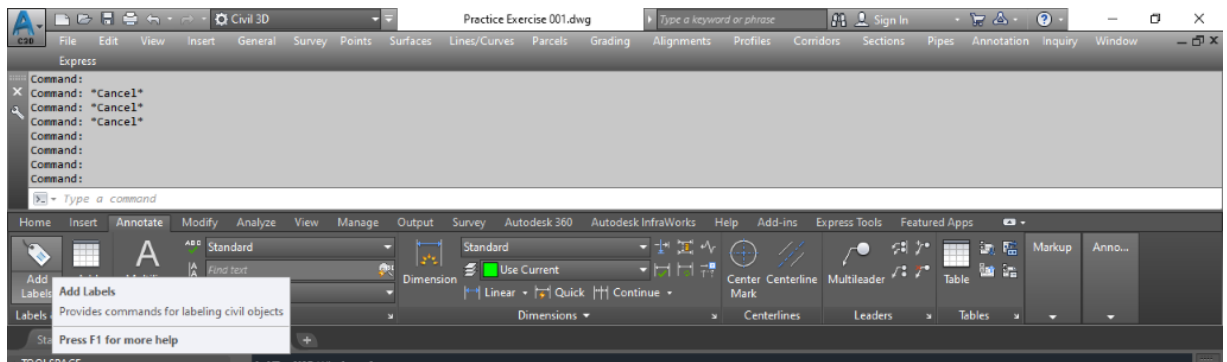 Civil 3D Practice Exercise 001.dwg Type a keyword or phrase Sign In
C3D File Edit View Insert General Survey Points Surfaces Lines/Curves Parcels Grading Alignments Profiles Corridors Sections Pipes Annotation Inquiry Window
Express
Command:
Command: *Cancel*
Command: *Cancel*
Command: *Cancel*
Command:
Command:
Command:
Command:
Type a command
Home Insert Annotate Modify Analyze View Manage Output Survey Autodesk 360 Autodesk InfraWorks Help Add-ins Express Tools Featured Apps
ABC Standard Standard Markup Anno...
Find text Use Current
Add Dimension Center Centerline Multileader Table
Labels Linear Quick Continue Mark
Add Labels
Provides commands for labeling civil objects
Press F1 for more help
Labels Dimensions Centerlines Leaders Tables
TOOLSPACE